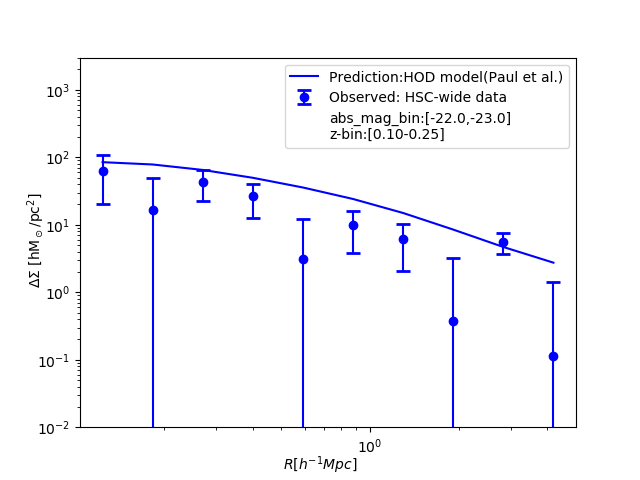 Prediction:HOD model(Paul et al.)
Observed: HSC-wide data
abs_mag_bin:[-22.0,-23.0]
z-bin:[0.10-0.25]
10³
10²
10¹
10⁰
10⁻¹
10⁻²
ΔΣ [hM⊙/pc²]
10⁰
R[h⁻¹Mpc]